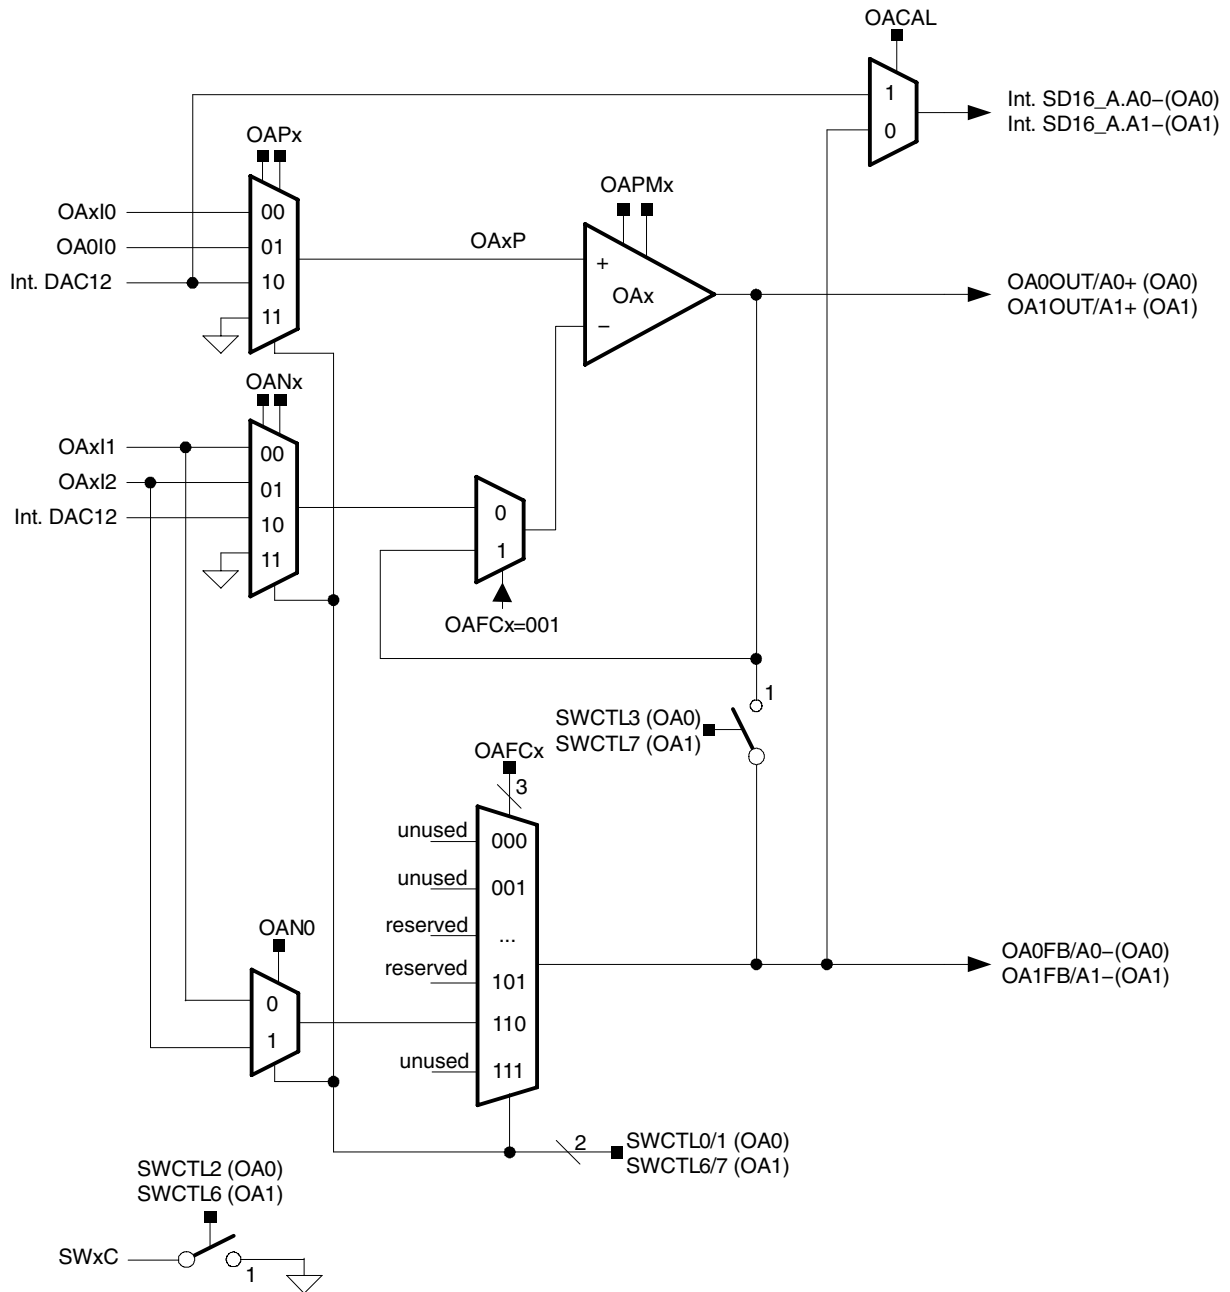 OACAL
1
0
Int. SD16_A.A0−(OA0)
Int. SD16_A.A1−(OA1)
OAPx
OAxI0
OA0I0
Int. DAC12
00
01
10
11
OAxP
OAPMx
+
OAx
−
OA0OUT/A0+ (OA0)
OA1OUT/A1+ (OA1)
OANx
OAxI1
OAxI2
Int. DAC12
00
01
10
11
0
1
OAFCx=001
1
SWCTL3 (OA0)
SWCTL7 (OA1)
OAFCx
3
unused
000
unused
001
reserved
...
reserved
101
110
unused
111
OAN0
0
1
OA0FB/A0−(OA0)
OA1FB/A1−(OA1)
2
SWCTL0/1 (OA0)
SWCTL6/7 (OA1)
SWCTL2 (OA0)
SWCTL6 (OA1)
SWxC
1